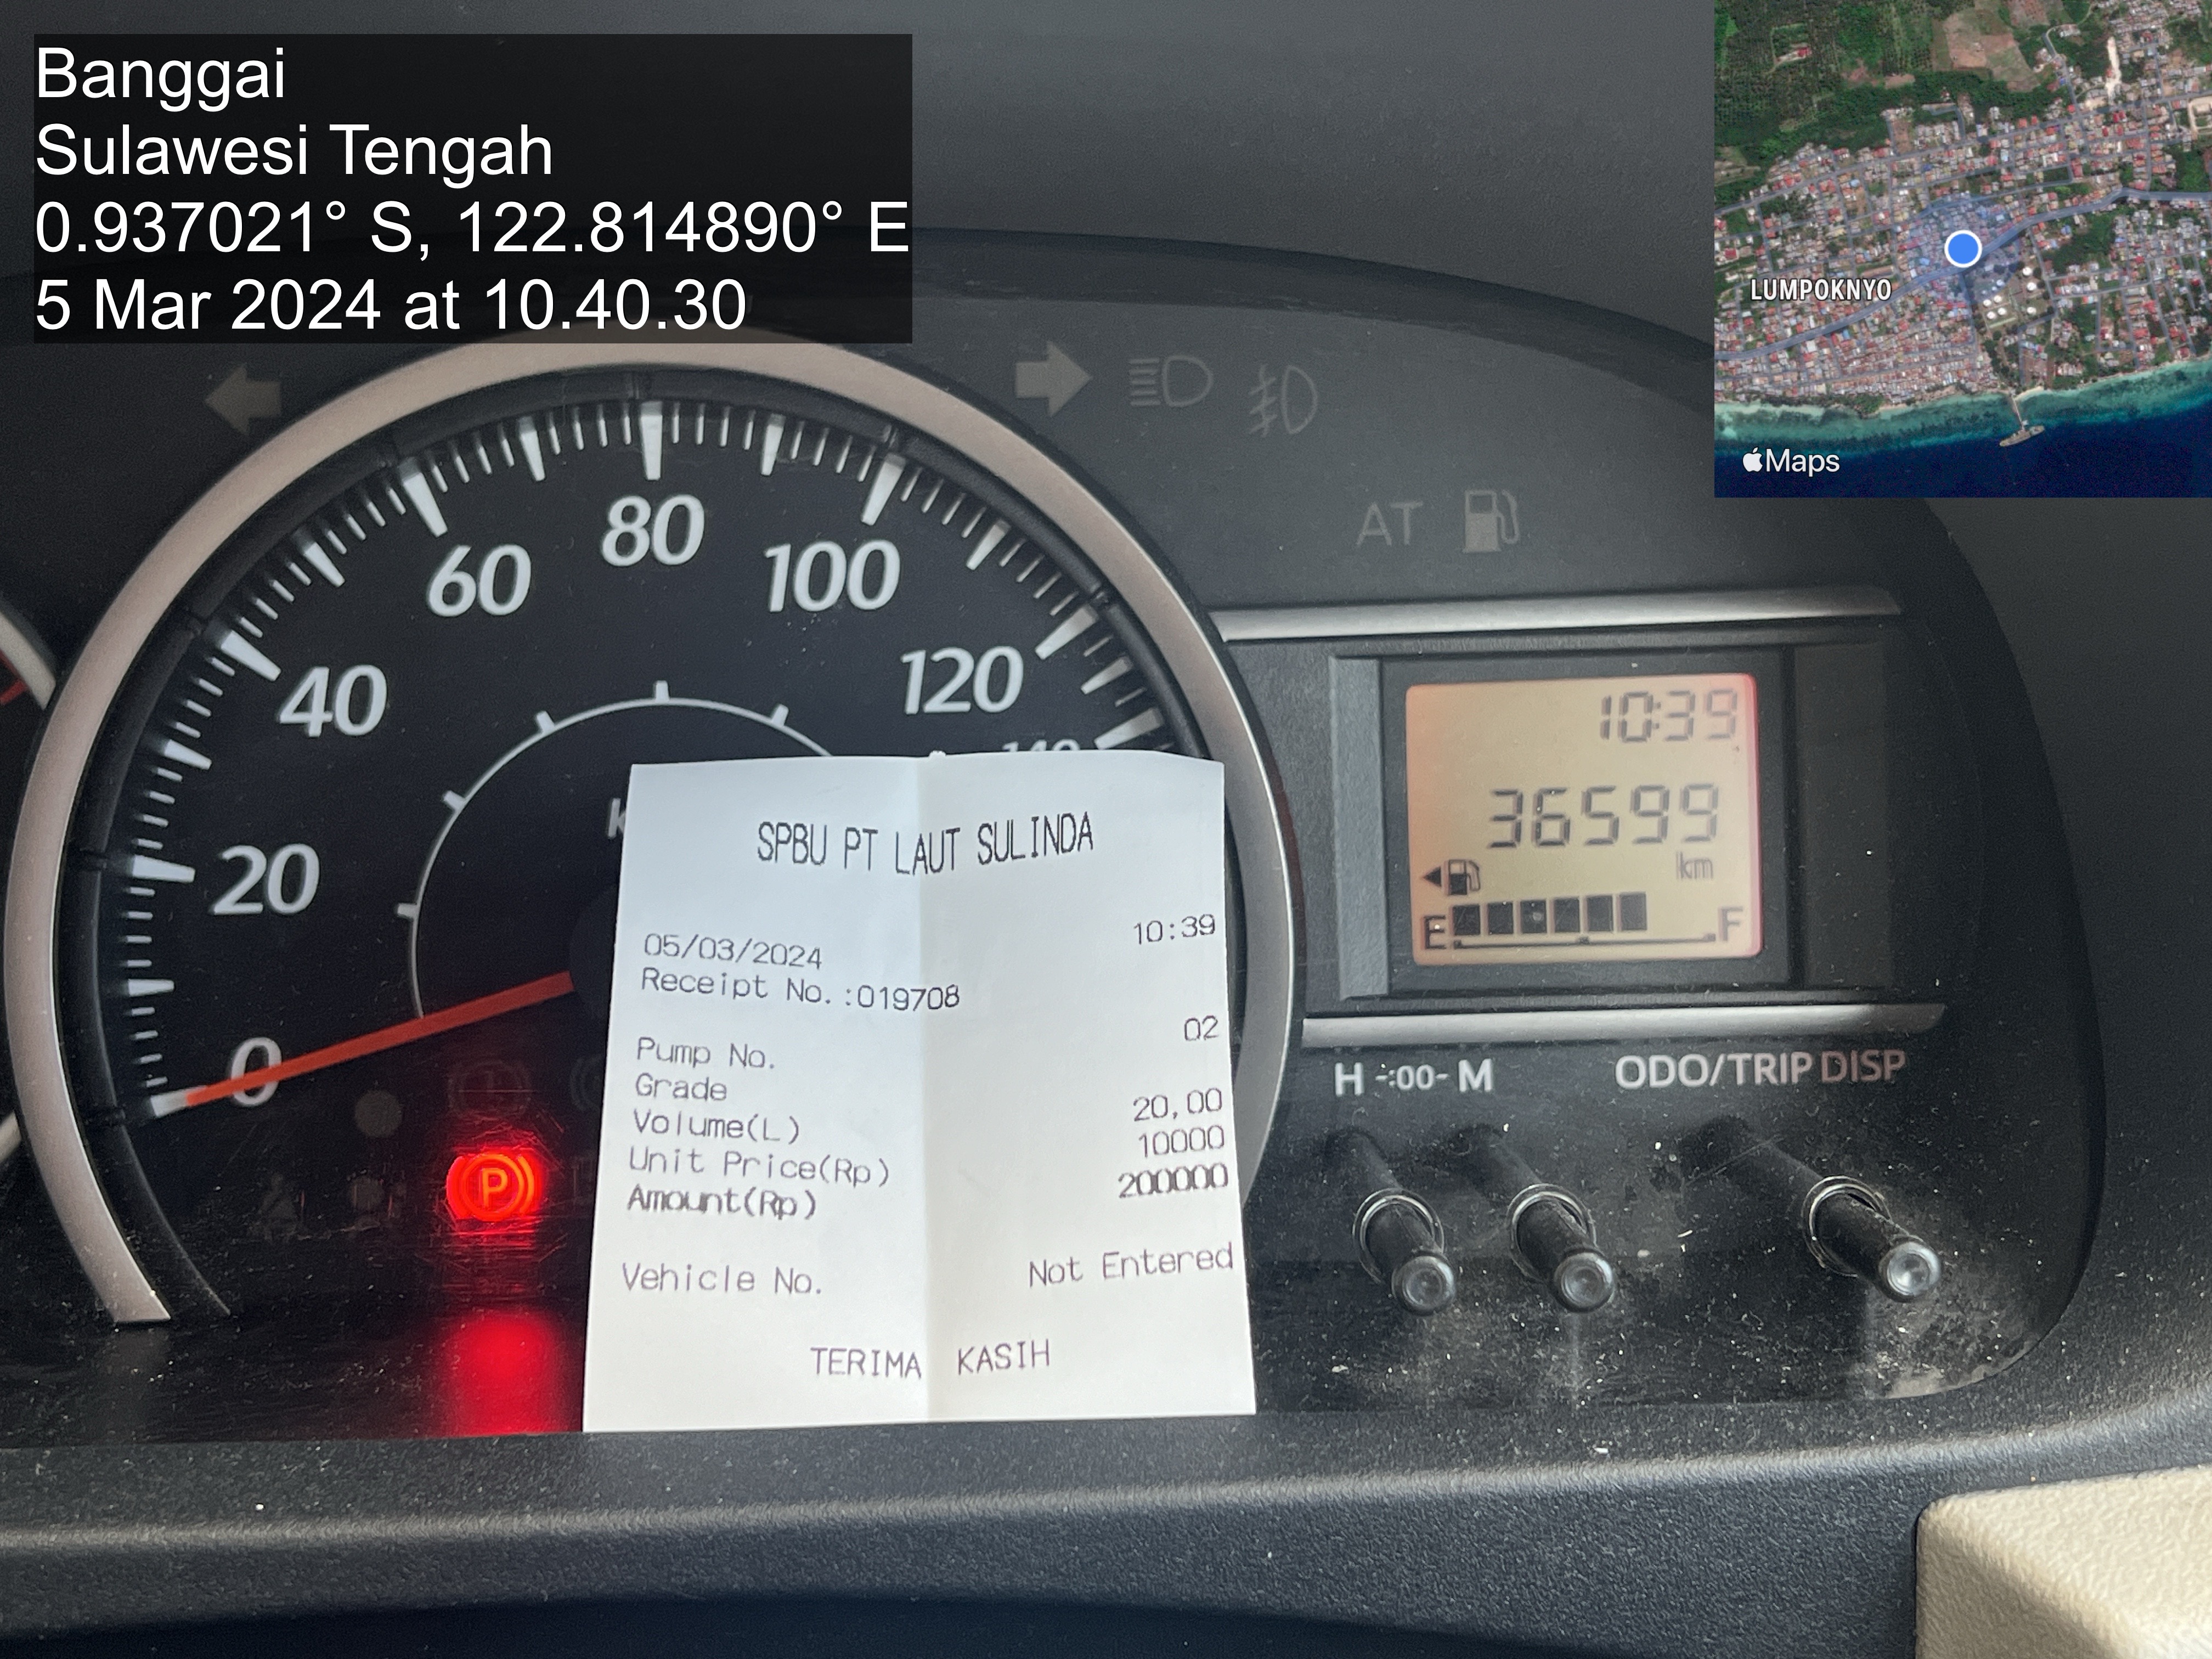 Banggai
Sulawesi Tengah
0.937021° S, 122.814890° E
5 Mar 2024 at 10.40.30
LUMPOKNYO
Maps
AT
0
20
40
60
80
100
120
140
10:39
36599
km
E F
H -:00- M
ODO/TRIP DISP
P
SPBU PT LAUT SULINDA
05/03/2024 10:39
Receipt No.:019708
Pump No. 02
Grade
Volume(L) 20,00
Unit Price(Rp) 10000
Amount(Rp) 200000
Vehicle No. Not Entered
TERIMA KASIH